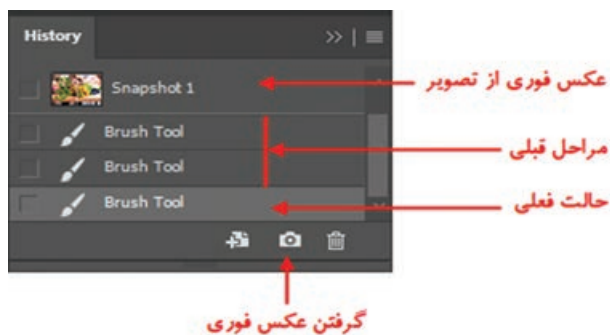 History
عکس فوری از تصویر
Snapshot 1
Brush Tool
مراحل قبلی
Brush Tool
حالت فعلی
Brush Tool
گرفتن عکس فوری